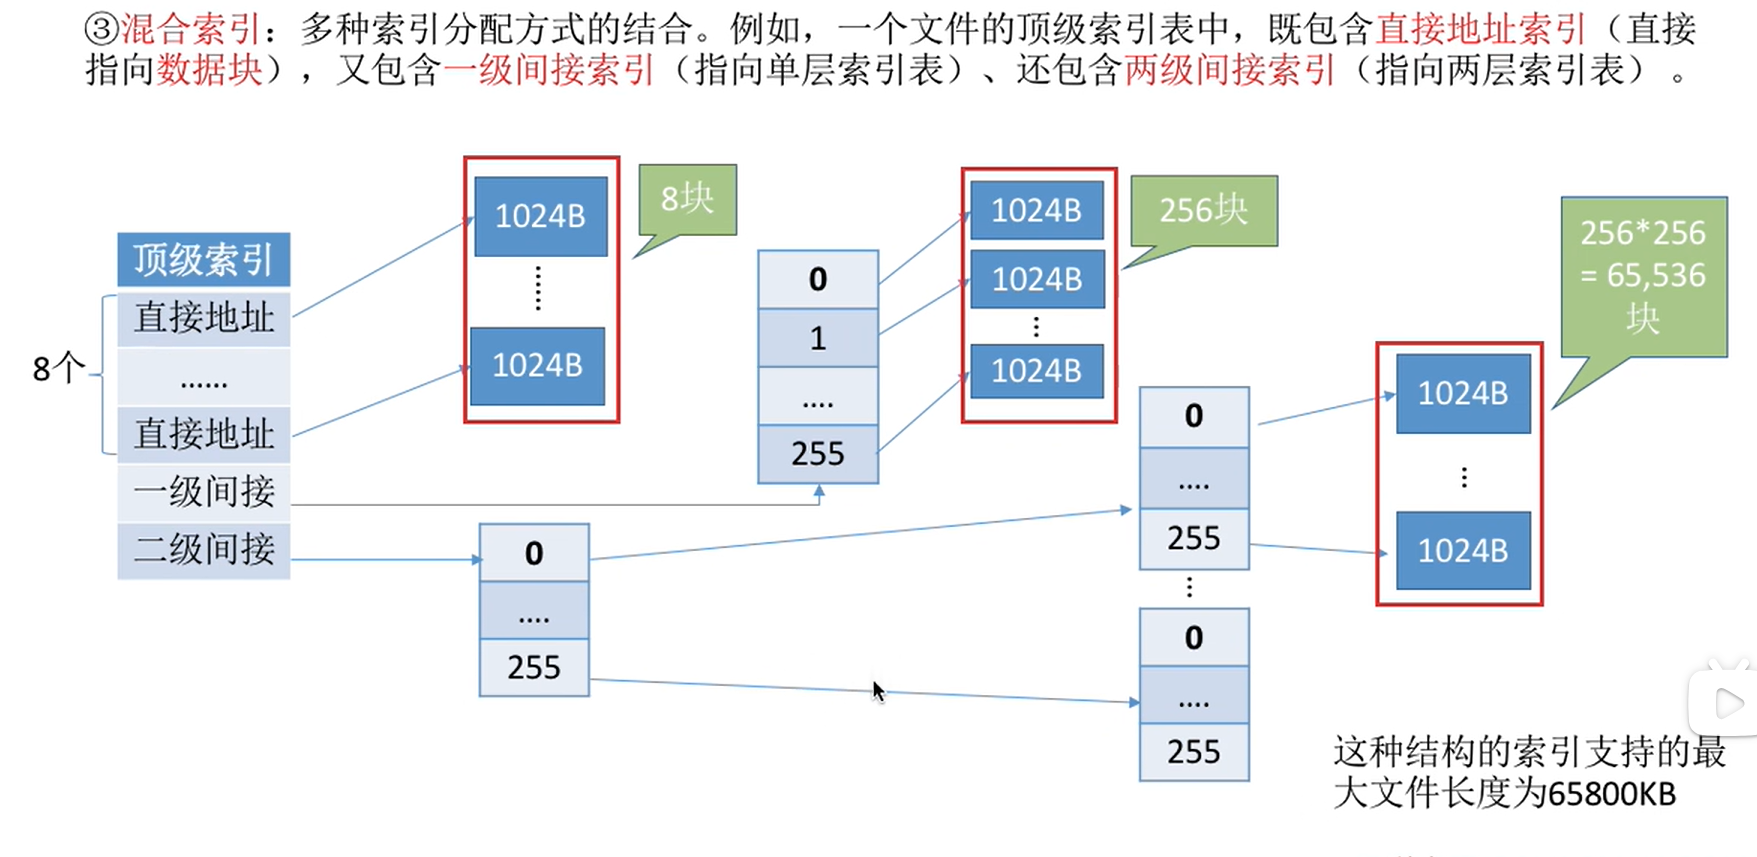 ③混合索引：多种索引分配方式的结合。例如，一个文件的顶级索引表中，既包含直接地址索引（直接
指向数据块），又包含一级间接索引（指向单层索引表）、还包含两级间接索引（指向两层索引表）。
顶级索引
8个
直接地址
......
直接地址
一级间接
二级间接
1024B
1024B
8块
0
1
....
255
1024B
1024B
1024B
256块
0
....
255
0
....
255
0
....
255
1024B
1024B
256*256
= 65,536
块
这种结构的索引支持的最
大文件长度为65800KB